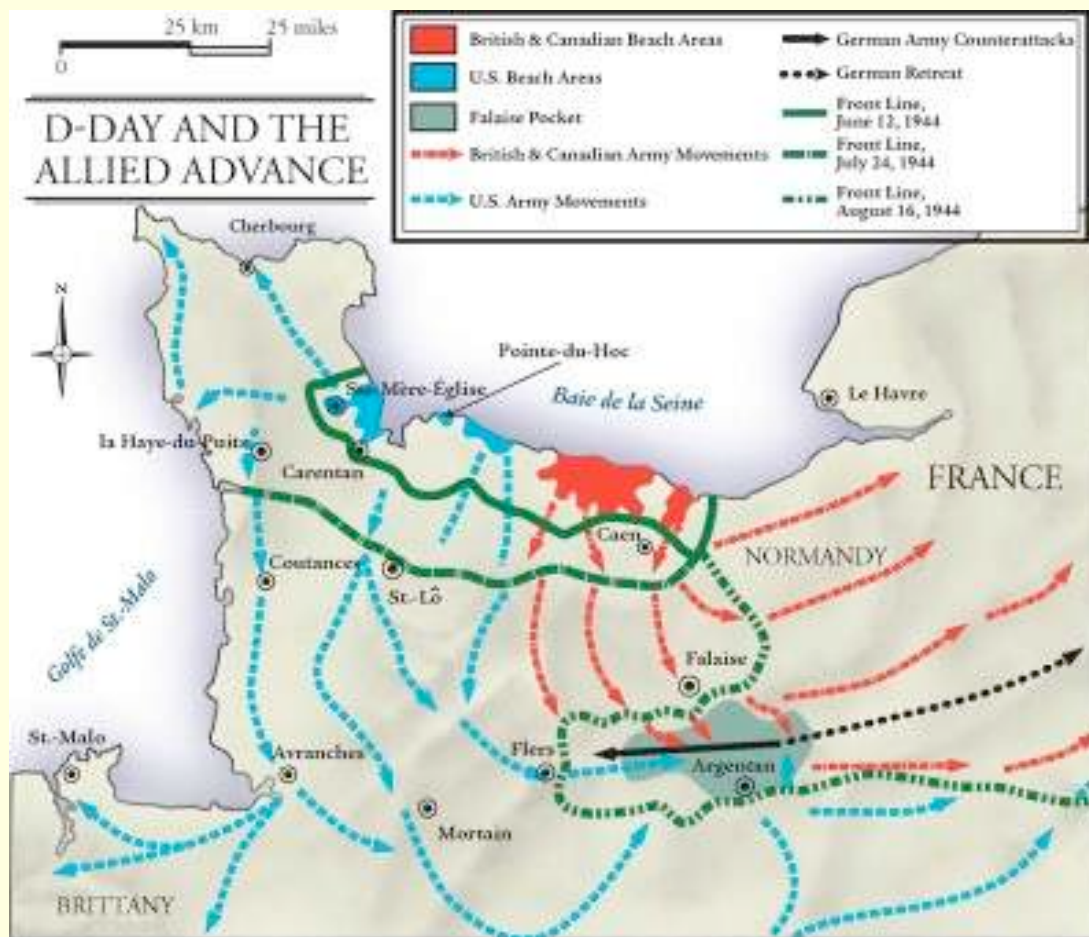 25 km 25 miles
0
D-DAY AND THE
ALLIED ADVANCE
British & Canadian Beach Areas
U.S. Beach Areas
Falaise Pocket
British & Canadian Army Movements
U.S. Army Movements
German Army Counterattacks
German Retreat
Front Line,
June 12, 1944
Front Line,
July 24, 1944
Front Line,
August 16, 1944
Cherbourg
N
Pointe-du-Hoc
Ste-Mère-Église
Baie de la Seine
Le Havre
la Haye-du-Puits
Carentan
FRANCE
Caen
NORMANDY
Coutances
St.-Lô
Golfe de St.-Malo
Falaise
St.-Malo
Avranches
Flers
Argentan
Mortain
BRITTANY